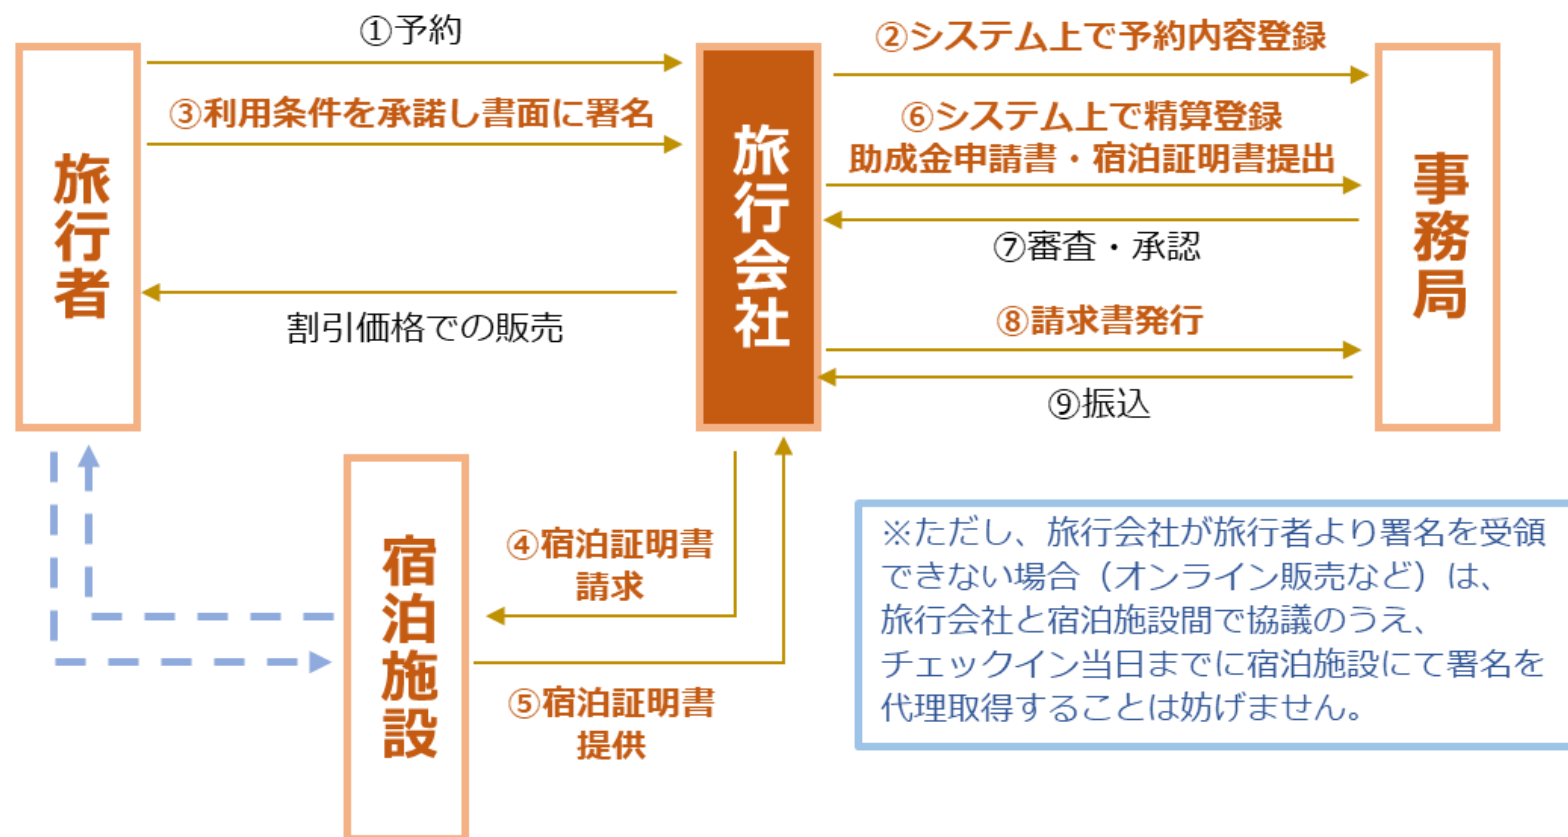 ①予約
②システム上で予約内容登録
③利用条件を承諾し書面に署名
⑥システム上で精算登録
助成金申請書・宿泊証明書提出
旅行者
旅行会社
事務局
⑦審査・承認
割引価格での販売
⑧請求書発行
⑨振込
宿泊施設
④宿泊証明書
請求
⑤宿泊証明書
提供
※ただし、旅行会社が旅行者より署名を受領
できない場合（オンライン販売など）は、
旅行会社と宿泊施設間で協議のうえ、
チェックイン当日までに宿泊施設にて署名を
代理取得することは妨げません。